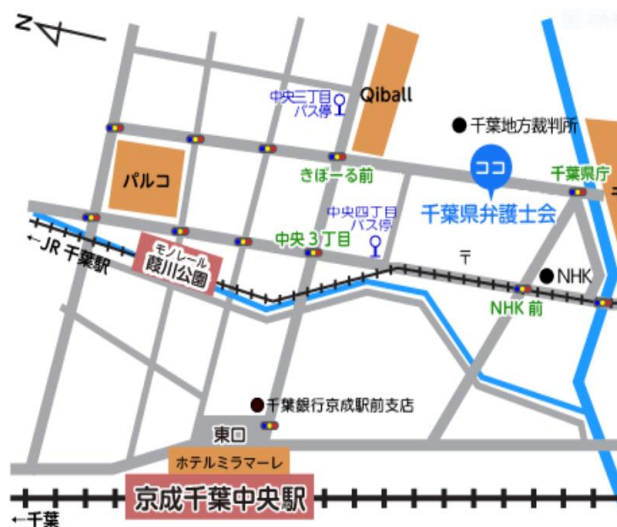 N
中央三丁目
バス停
Qiball
千葉地方裁判所
ココ
千葉県庁
パルコ
きぼーる前
千葉県弁護士会
中央四丁目
バス停
中央3丁目
←JR 千葉駅
モノレール
葭川公園
〒
NHK
NHK 前
千葉銀行京成駅前支店
東口
ホテルミラマーレ
京成千葉中央駅
←千葉